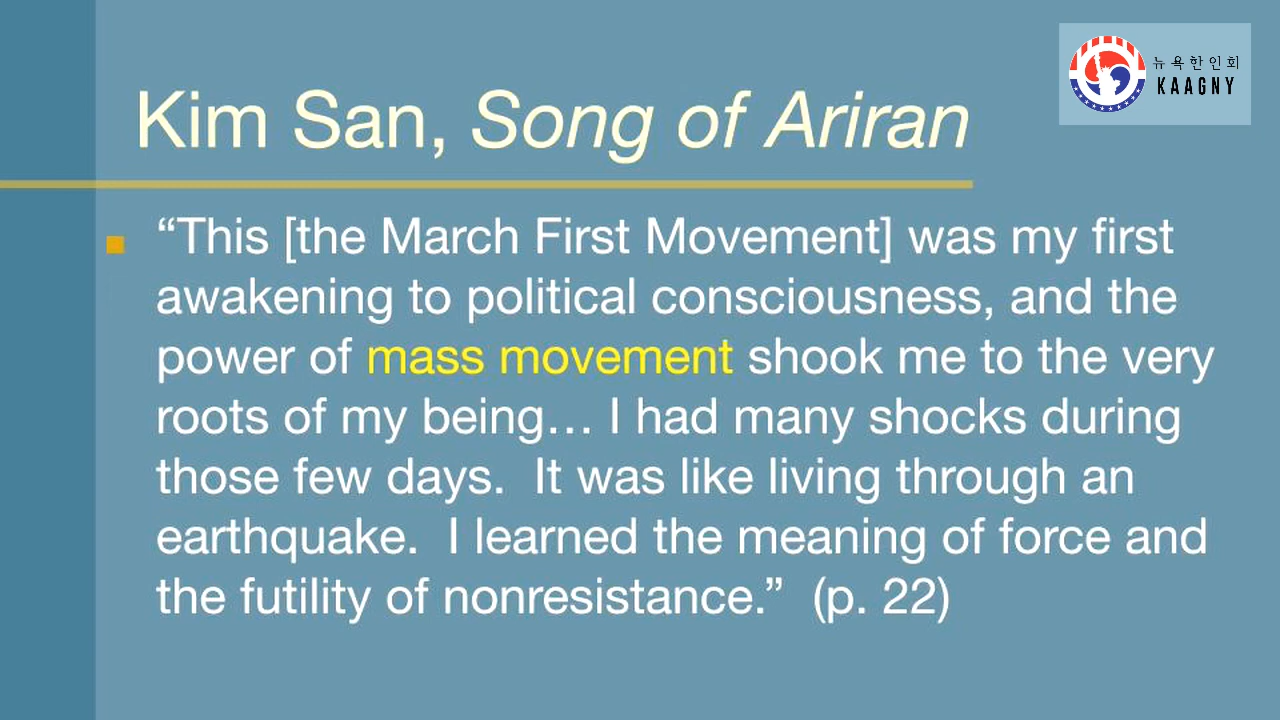 뉴욕한인회
KAAGNY
Kim San, Song of Ariran
“This [the March First Movement] was my first
awakening to political consciousness, and the
power of mass movement shook me to the very
roots of my being… I had many shocks during
those few days.  It was like living through an
earthquake.  I learned the meaning of force and
the futility of nonresistance.”  (p. 22)